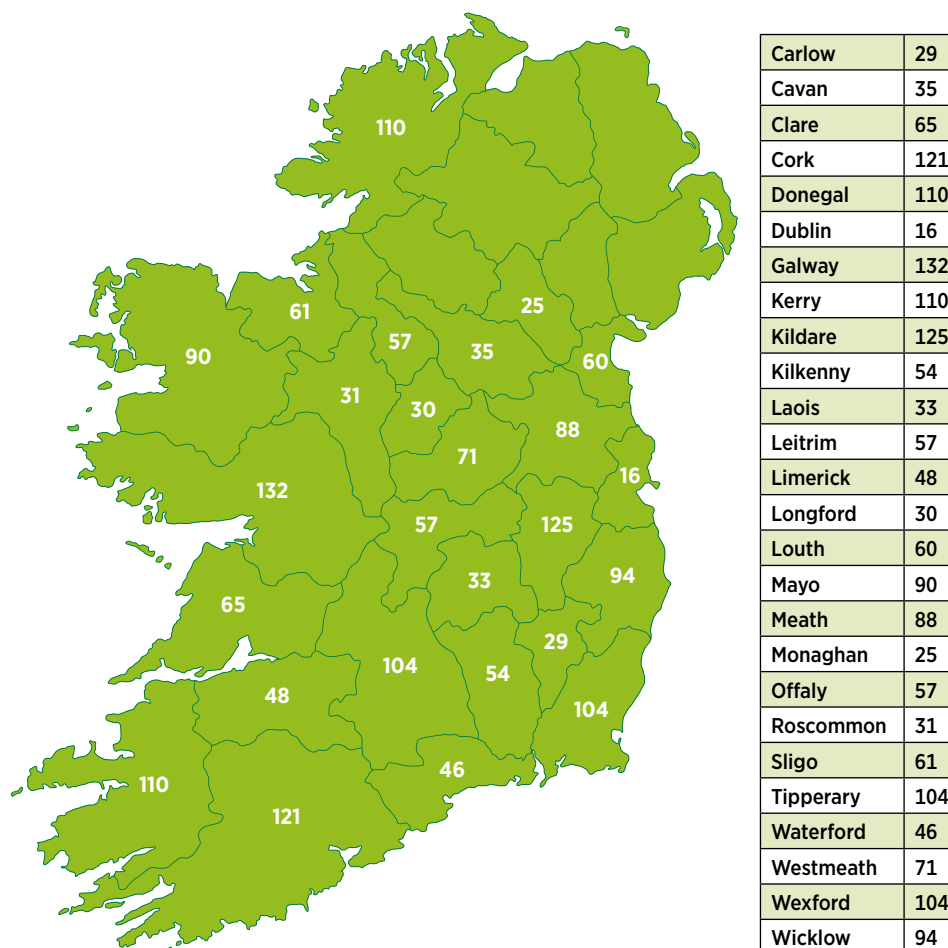 110
25
61
57
35
60
90
31
30
88
71
16
132
57
125
33
94
65
29
104
54
48
104
46
110
121
Carlow 29
Cavan 35
Clare 65
Cork 121
Donegal 110
Dublin 16
Galway 132
Kerry 110
Kildare 125
Kilkenny 54
Laois 33
Leitrim 57
Limerick 48
Longford 30
Louth 60
Mayo 90
Meath 88
Monaghan 25
Offaly 57
Roscommon 31
Sligo 61
Tipperary 104
Waterford 46
Westmeath 71
Wexford 104
Wicklow 94